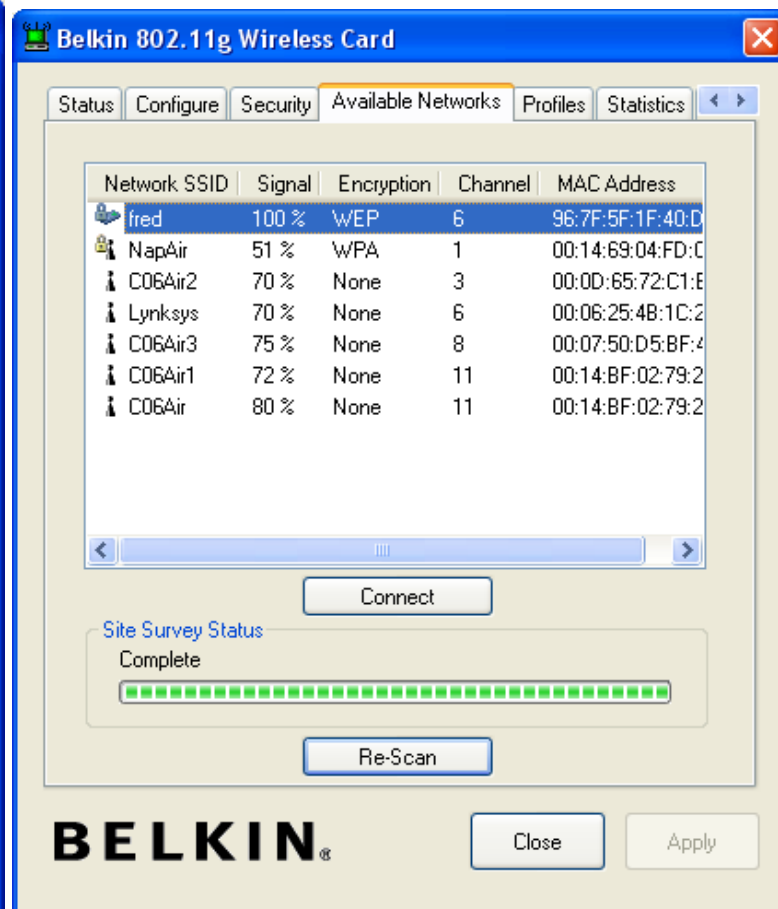 Belkin 802.11g Wireless Card
Status Configure Security Available Networks Profiles Statistics
Network SSID Signal Encryption Channel MAC Address
fred 100 % WEP 6 96:7F:5F:1F:40:D
NapAir 51 % WPA 1 00:14:69:04:FD:C
C06Air2 70 % None 3 00:0D:65:72:C1:E
Lynksys 70 % None 6 00:06:25:4B:1C:2
C06Air3 75 % None 8 00:07:50:D5:BF:4
C06Air1 72 % None 11 00:14:BF:02:79:2
C06Air 80 % None 11 00:14:BF:02:79:2
Connect
Site Survey Status
Complete
Re-Scan
BELKIN® Close Apply